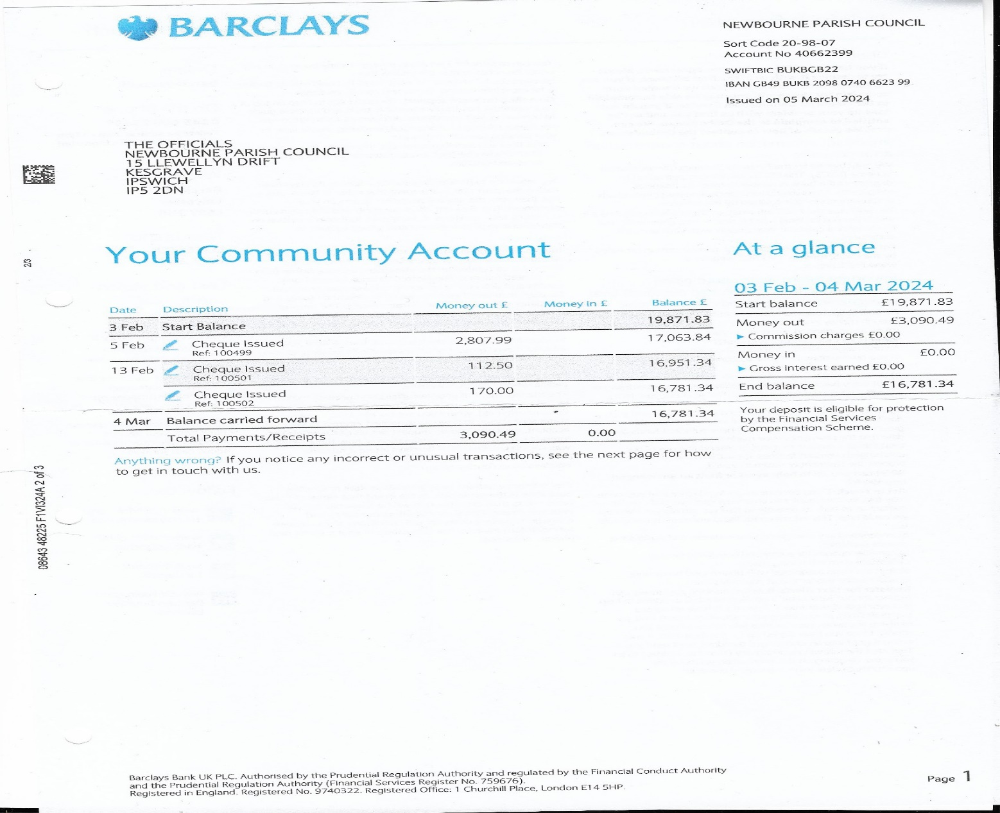 BARCLAYS
NEWBOURNE PARISH COUNCIL
Sort Code 20-98-07
Account No 40662399
SWIFTBIC BUKBGB22
IBAN GB49 BUKB 2098 0740 6623 99
Issued on 05 March 2024
THE OFFICIALS
NEWBOURNE PARISH COUNCIL
15 LLEWELLYN DRIFT
KESGRAVE
IPSWICH
IP5 2DN
2/3
Your Community Account
Date Description Money out £ Money in £ Balance £
3 Feb Start Balance 19,871.83
5 Feb Cheque Issued 2,807.99 17,063.84
Ref: 100499
13 Feb Cheque Issued 112.50 16,951.34
Ref: 100501
Cheque Issued 170.00 16,781.34
Ref: 100502
4 Mar Balance carried forward 16,781.34
Total Payments/Receipts 3,090.49 0.00
Anything wrong? If you notice any incorrect or unusual transactions, see the next page for how
to get in touch with us.
At a glance
03 Feb - 04 Mar 2024
Start balance £19,871.83
Money out £3,090.49
► Commission charges £0.00
Money in £0.00
► Gross interest earned £0.00
End balance £16,781.34
Your deposit is eligible for protection
by the Financial Services
Compensation Scheme.
08643 48225 F1VI324A 2 of 3
Barclays Bank UK PLC. Authorised by the Prudential Regulation Authority and regulated by the Financial Conduct Authority
and the Prudential Regulation Authority (Financial Services Register No. 759676).
Registered in England. Registered No. 9740322. Registered Office: 1 Churchill Place, London E14 5HP.
Page 1